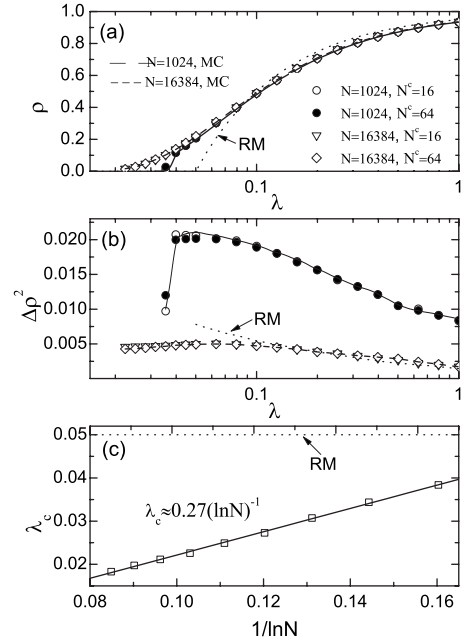 (a)
ρ
1.0
0.8
0.6
0.4
0.2
0.0
N=1024, MC
N=16384, MC
RM
N=1024, N^c=16
N=1024, N^c=64
N=16384, N^c=16
N=16384, N^c=64
0.1
1
λ
(b)
Δρ²
0.020
0.015
0.010
0.005
RM
0.1
1
λ
(c)
λ_c
0.05
0.04
0.03
0.02
RM
λ_c≈0.27(lnN)^-1
0.08 0.10 0.12 0.14 0.16
1/lnN